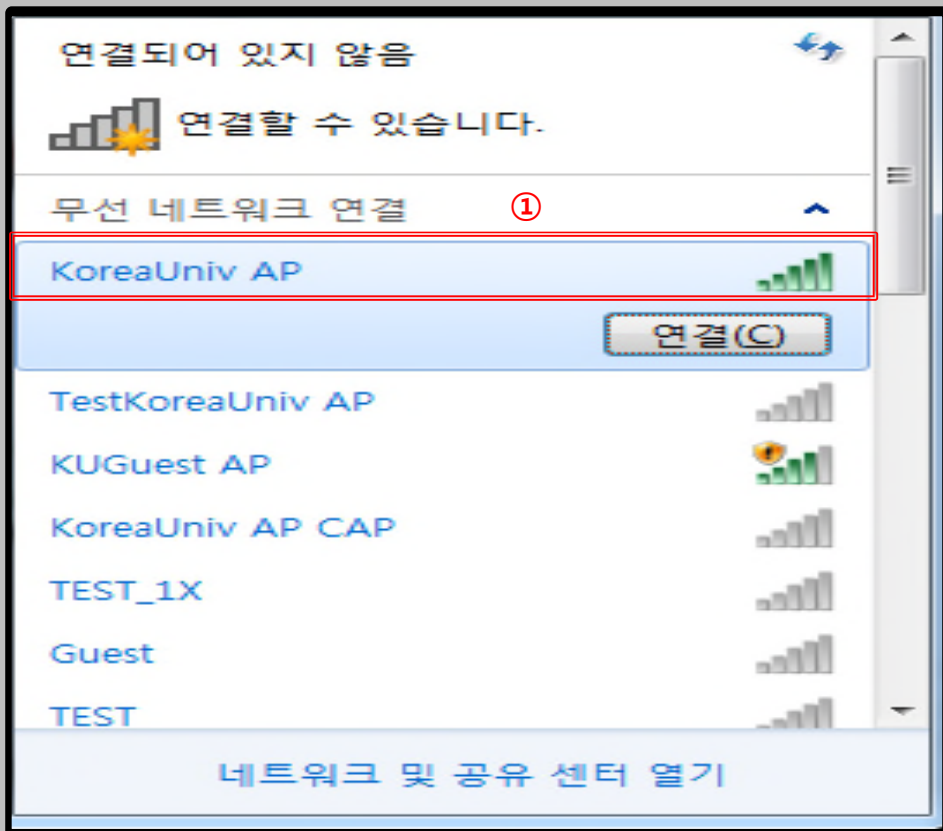 연결되어 있지 않음
연결할 수 있습니다.
무선 네트워크 연결 ①
KoreaUniv AP
연결(C)
TestKoreaUniv AP
KUGuest AP
KoreaUniv AP CAP
TEST_1X
Guest
TEST
네트워크 및 공유 센터 열기